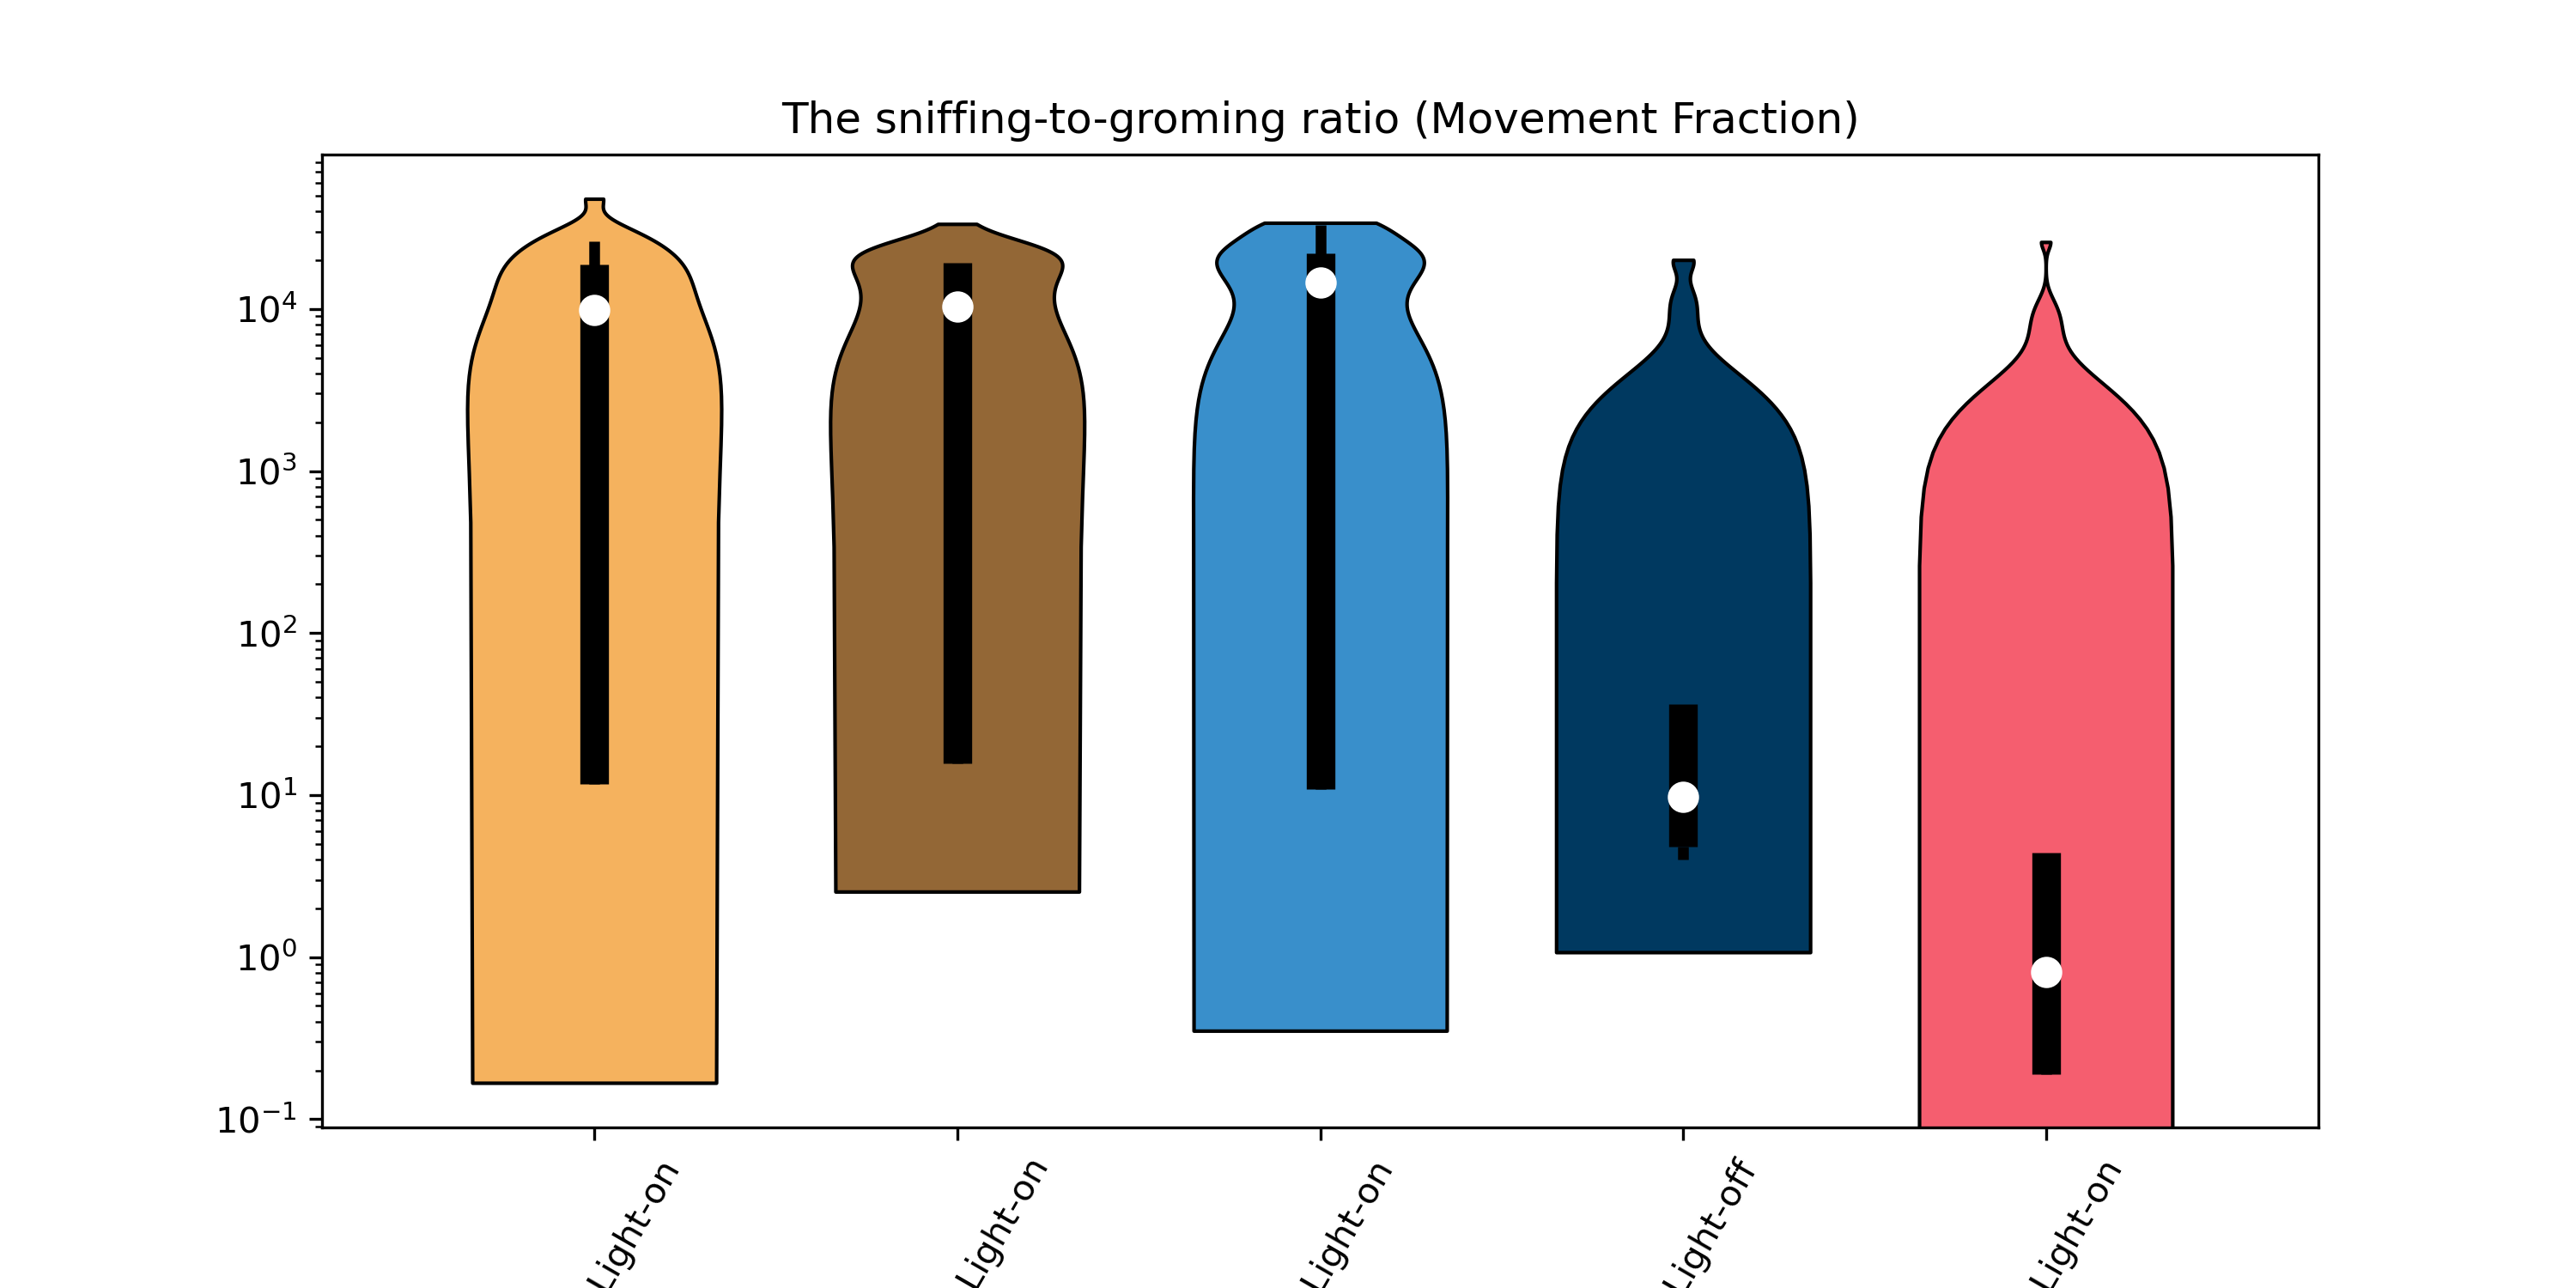 The sniffing-to-groming ratio (Movement Fraction)
10⁴
10³
10²
10¹
10⁰
10⁻¹
Light-on
Light-on
Light-on
Light-off
Light-on